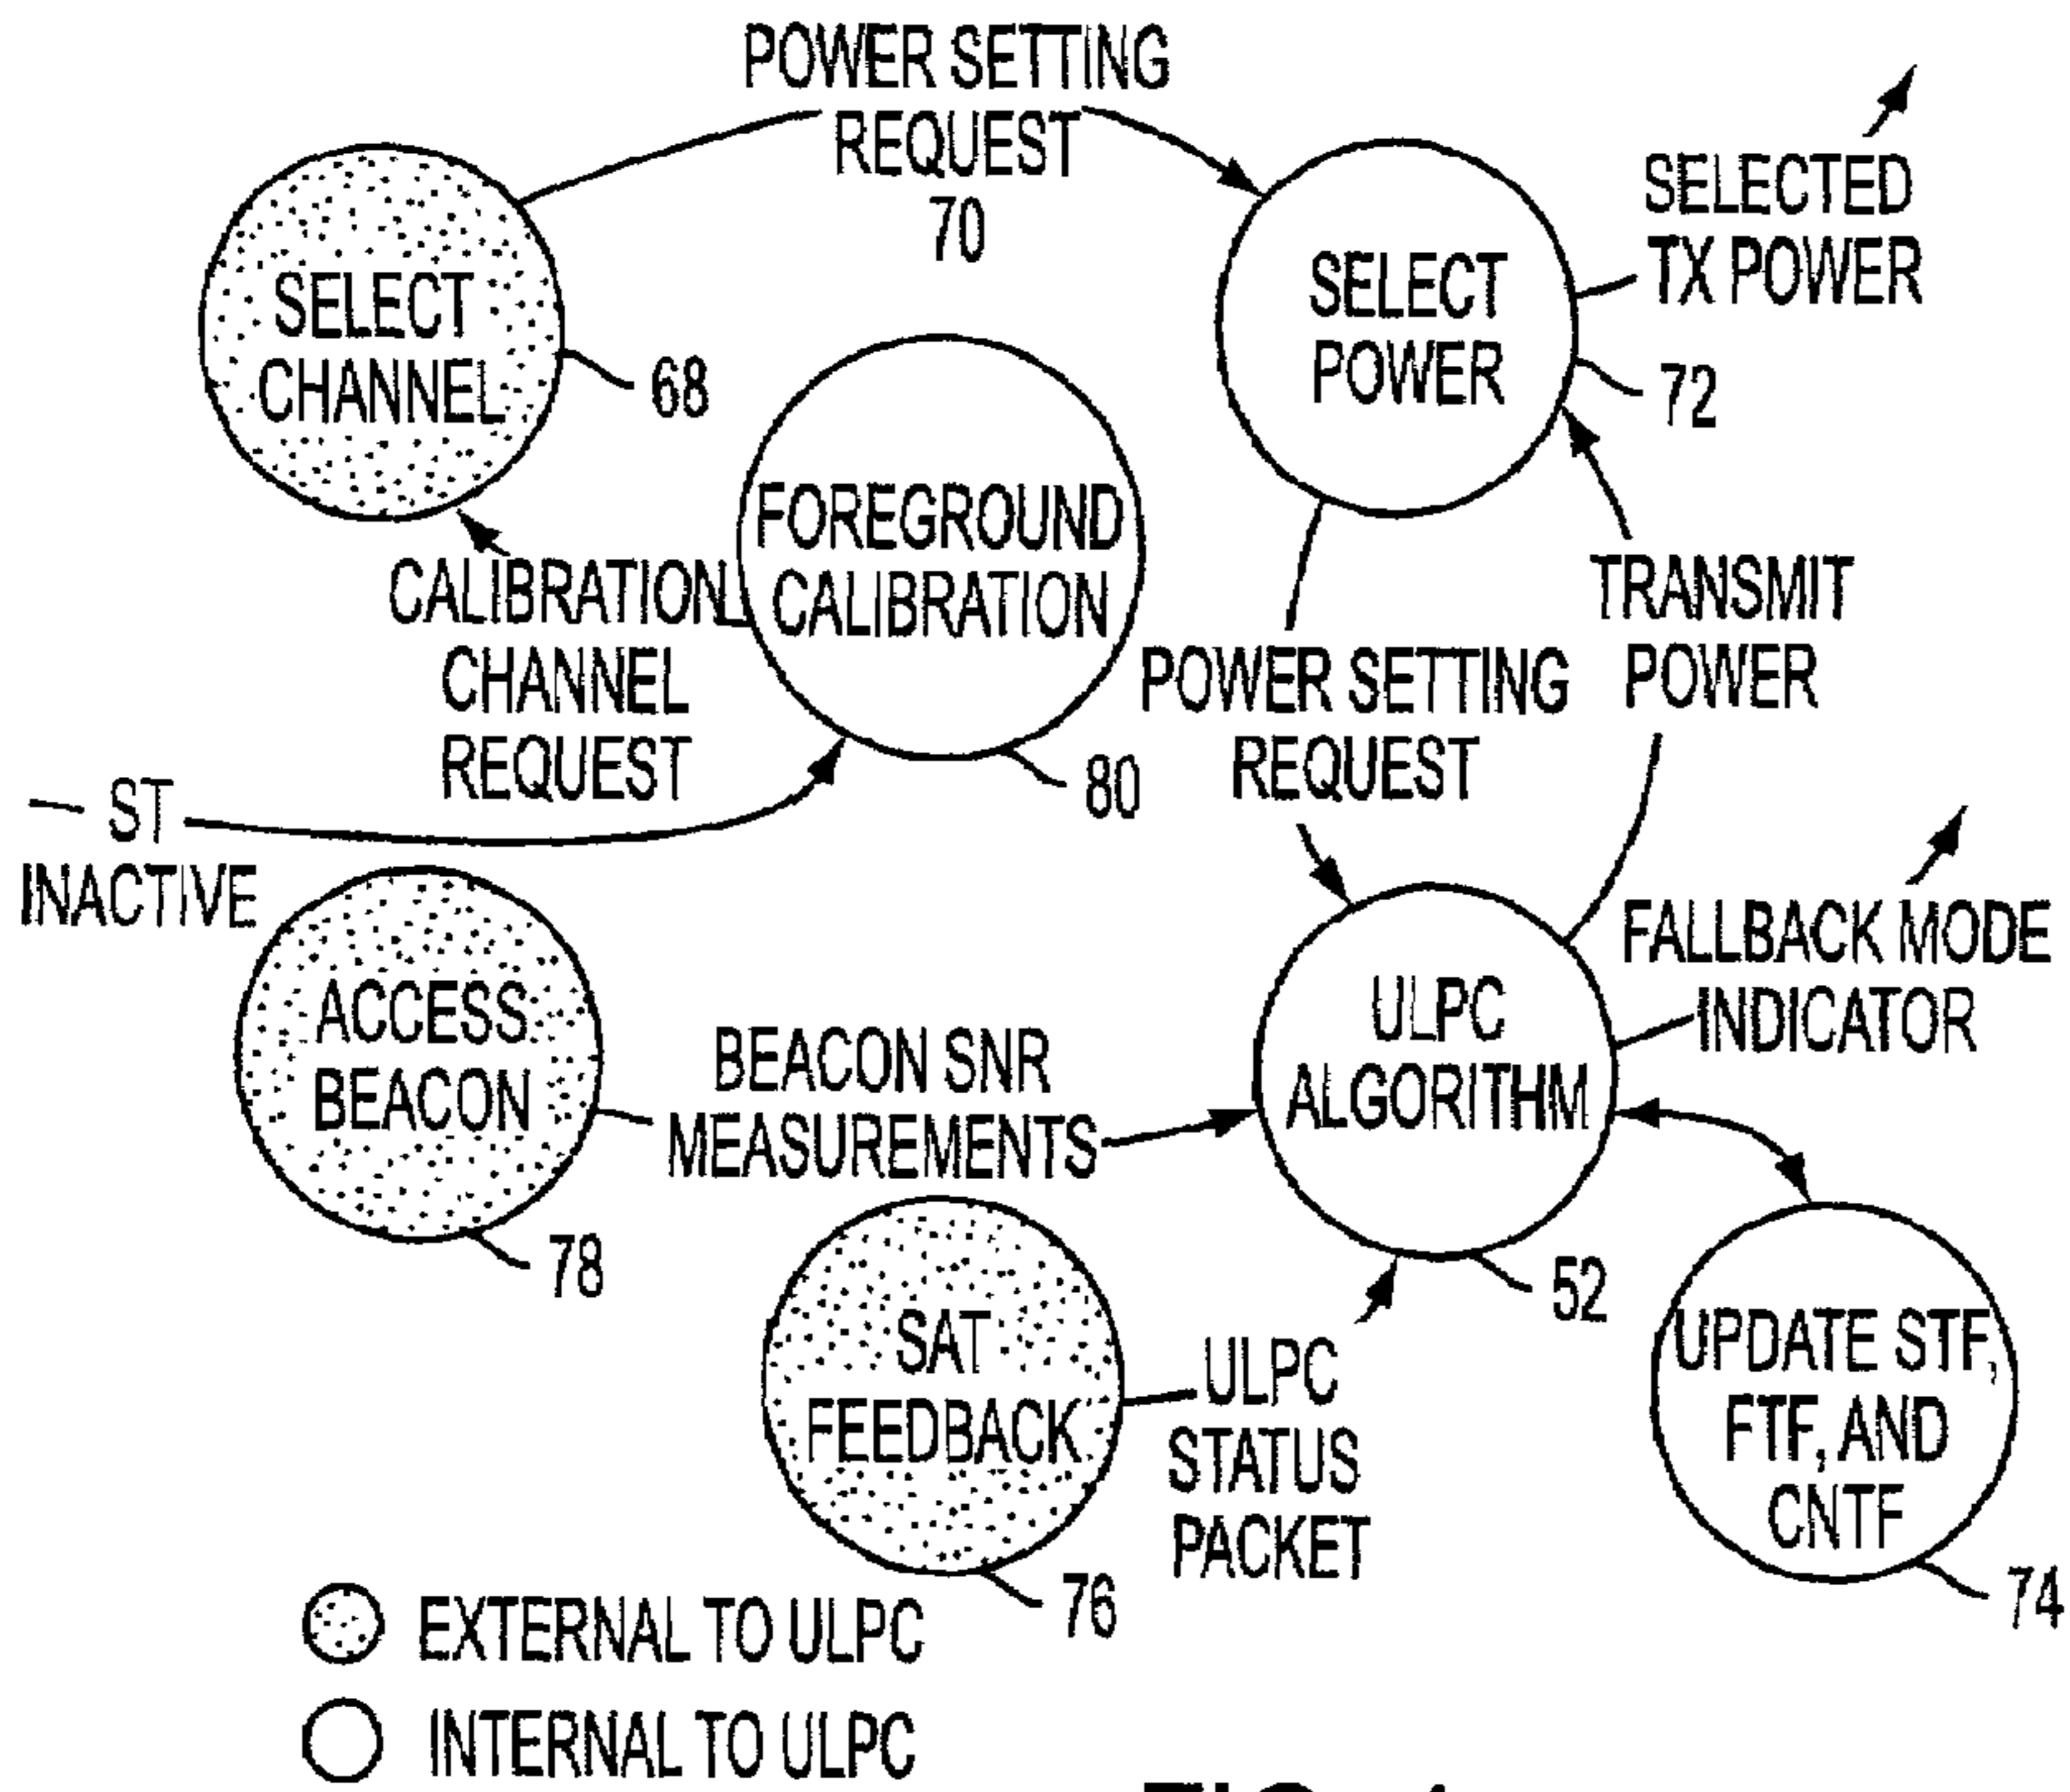 POWER SETTING
REQUEST
70
SELECT
CHANNEL
68
SELECT
POWER
72
SELECTED
TX POWER
FOREGROUND
CALIBRATION
80
CALIBRATION
CHANNEL
REQUEST
POWER SETTING
REQUEST
TRANSMIT
POWER
ST
INACTIVE
ACCESS
BEACON
78
BEACON SNR
MEASUREMENTS
ULPC
ALGORITHM
52
FALLBACK MODE
INDICATOR
SAT
FEEDBACK
76
ULPC
STATUS
PACKET
UPDATE STF,
FTF, AND
CNTF
74
EXTERNAL TO ULPC
INTERNAL TO ULPC